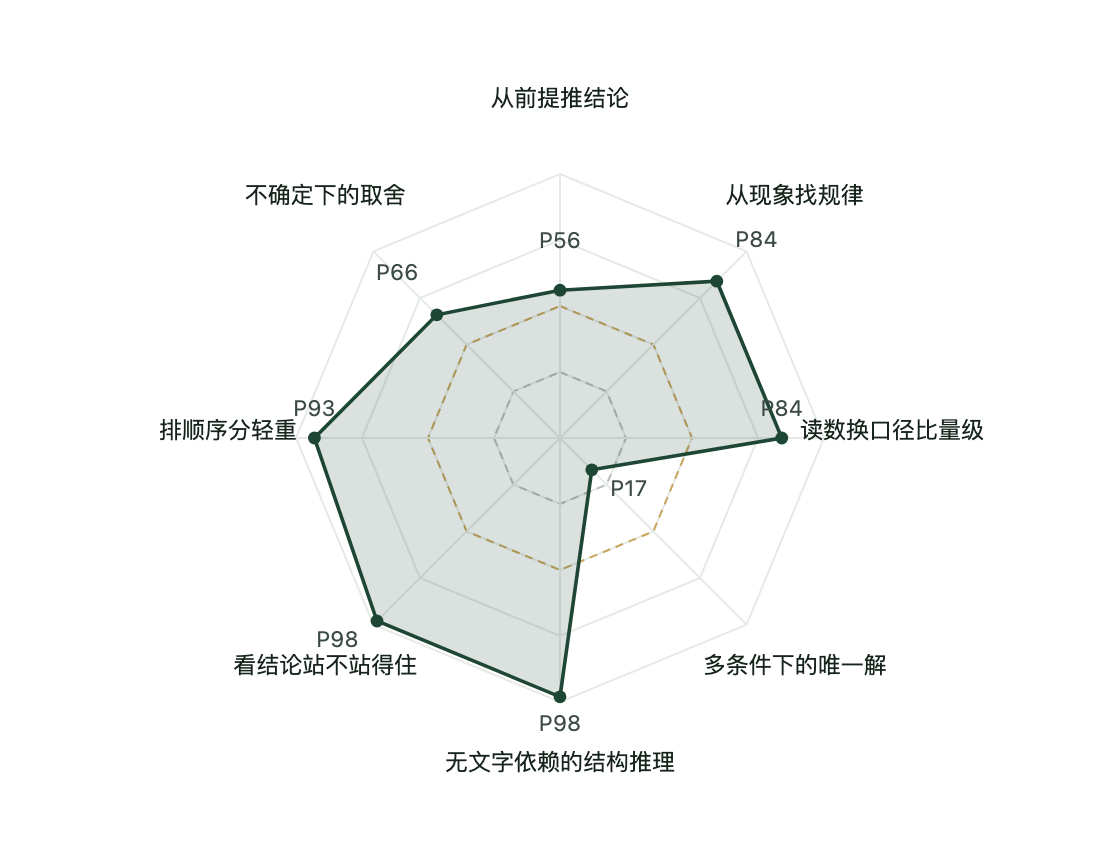 从前提推结论
不确定下的取舍
从现象找规律
P56
P84
P66
P93
P84
排顺序分轻重
读数换口径比量级
P17
P98
看结论站不站得住
多条件下的唯一解
P98
无文字依赖的结构推理